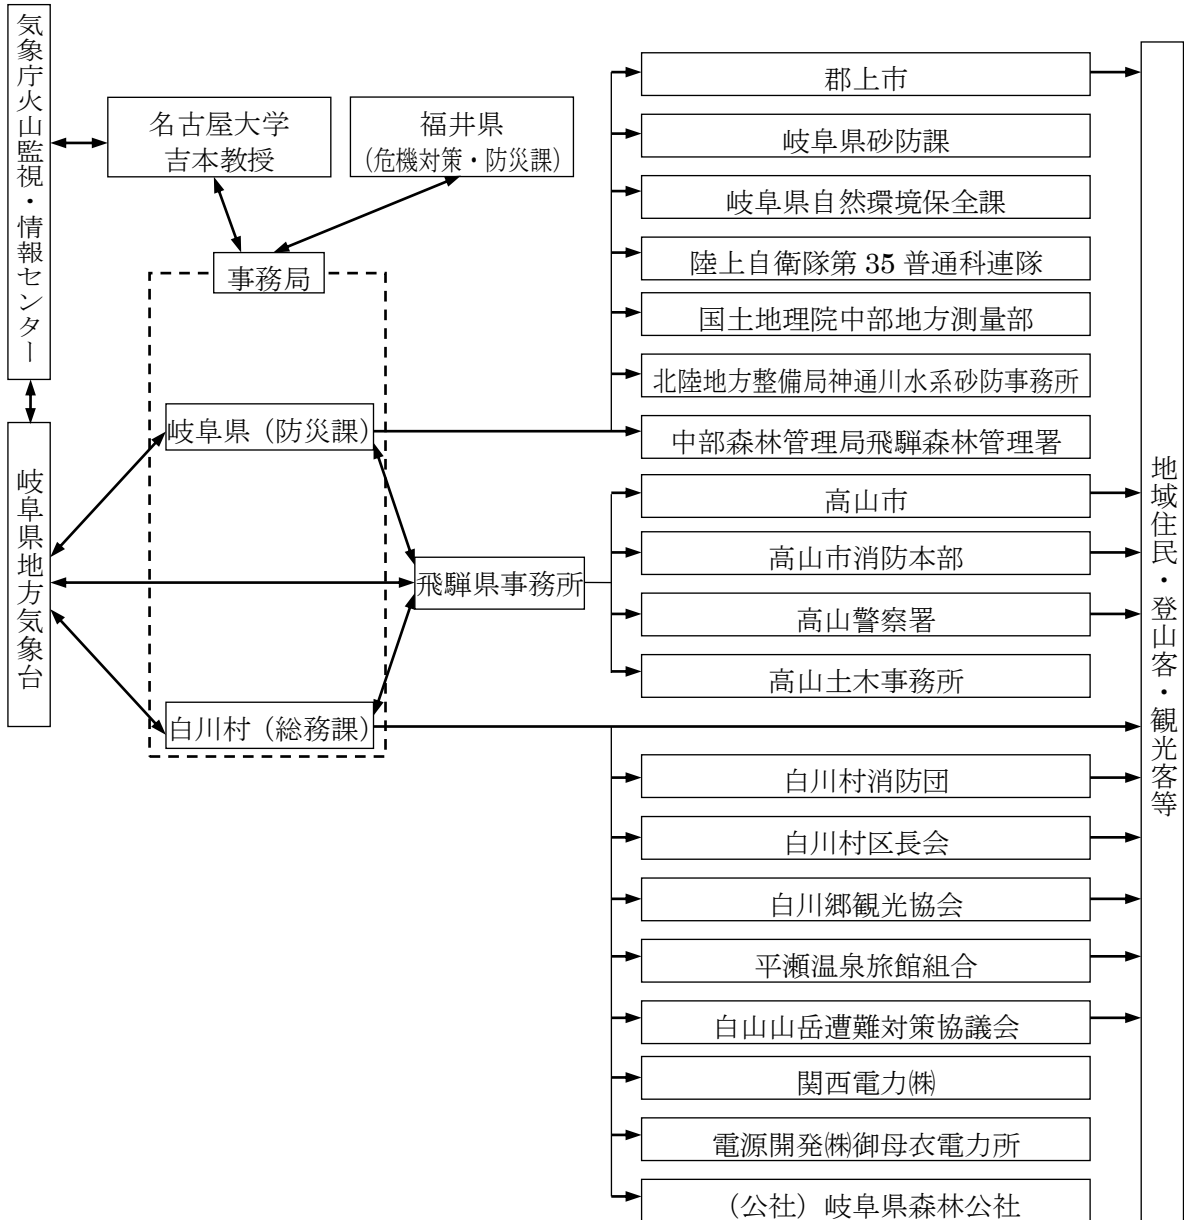 気象庁火山監視・情報センター
岐阜県地方気象台
名古屋大学
吉本教授
福井県
（危機対策・防災課）
事務局
岐阜県（防災課）
白川村（総務課）
飛騨県事務所
郡上市
岐阜県砂防課
岐阜県自然環境保全課
陸上自衛隊第 35 普通科連隊
国土地理院中部地方測量部
北陸地方整備局神通川水系砂防事務所
中部森林管理局飛騨森林管理署
高山市
高山市消防本部
高山警察署
高山土木事務所
白川村消防団
白川村区長会
白川郷観光協会
平瀬温泉旅館組合
白山山岳遭難対策協議会
関西電力㈱
電源開発㈱御母衣電力所
（公社）岐阜県森林公社
地域住民・登山客・観光客等